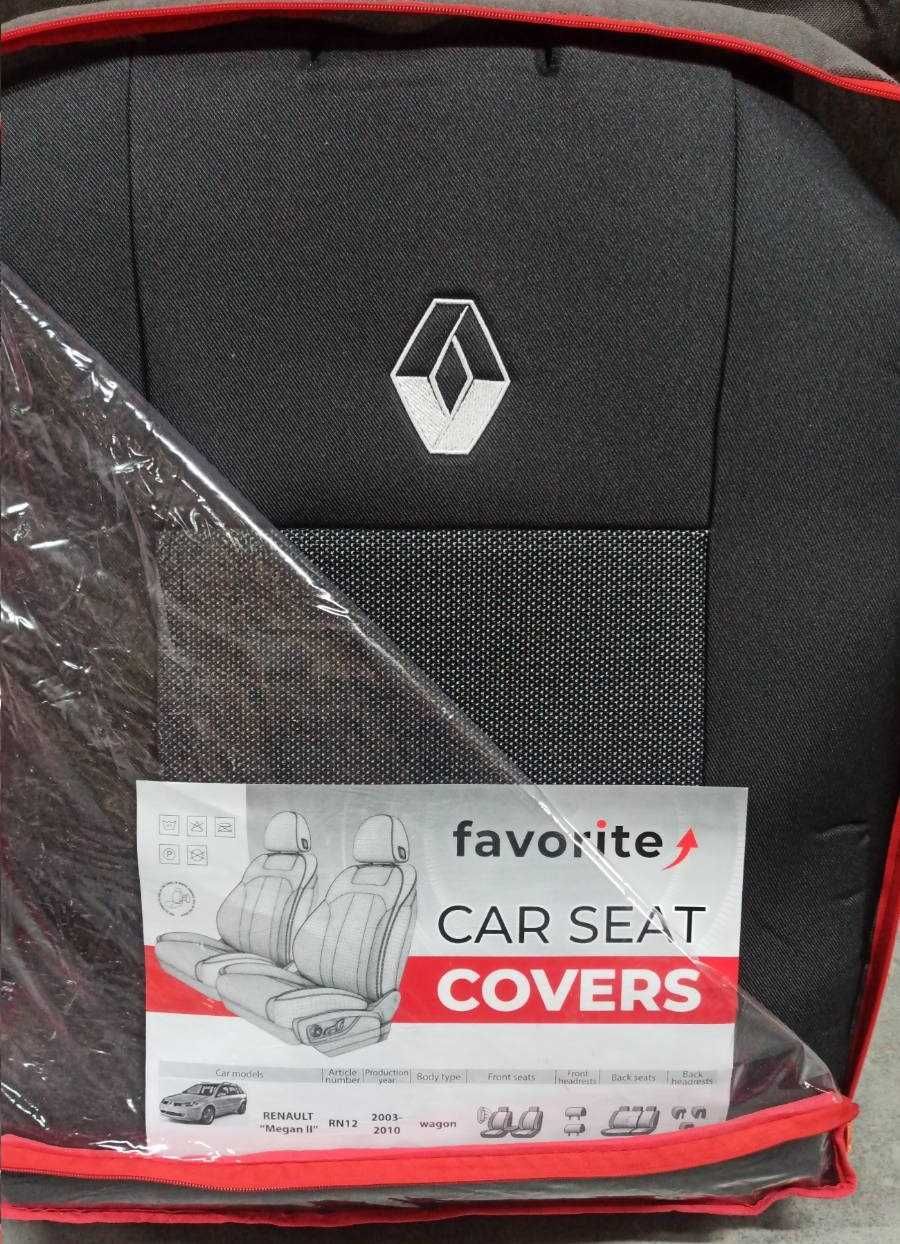 favorite
CAR SEAT
COVERS
Car models
Article number
Production year
Body type
Front seats
Front headrests
Back seats
Back headrests
RENAULT
"Megan II"
RN12
2003-
2010
wagon
P